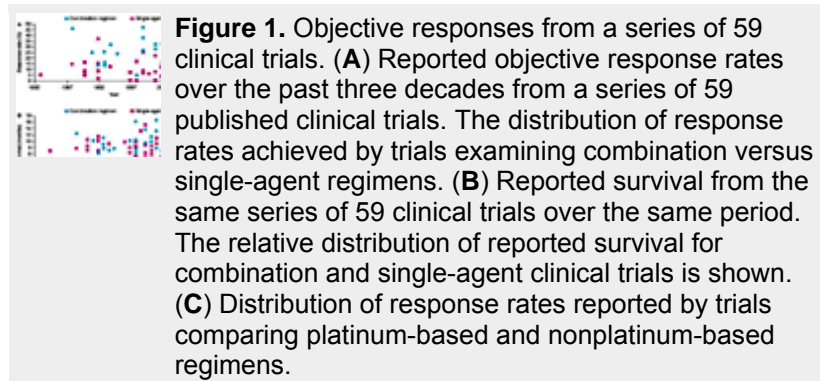 Combination regimen Single-agen
Figure 1. Objective responses from a series of 59
clinical trials. (A) Reported objective response rates
over the past three decades from a series of 59
published clinical trials. The distribution of response
rates achieved by trials examining combination versus
single-agent regimens. (B) Reported survival from the
same series of 59 clinical trials over the same period.
The relative distribution of reported survival for
combination and single-agent clinical trials is shown.
(C) Distribution of response rates reported by trials
comparing platinum-based and nonplatinum-based
regimens.